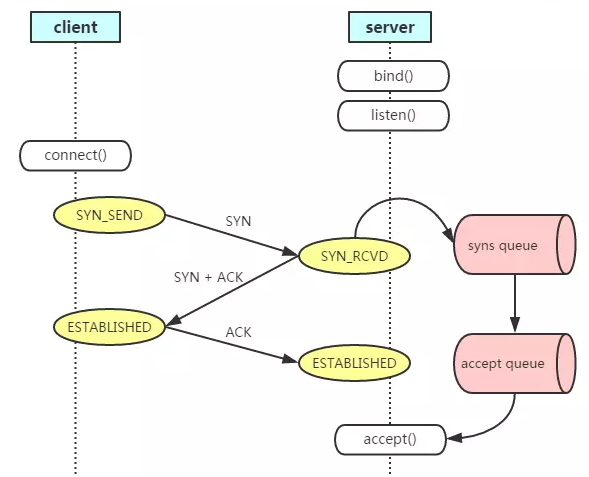 client
server
bind()
listen()
connect()
SYN_SEND
SYN
SYN_RCVD
syns queue
SYN + ACK
ESTABLISHED
ACK
ESTABLISHED
accept queue
accept()